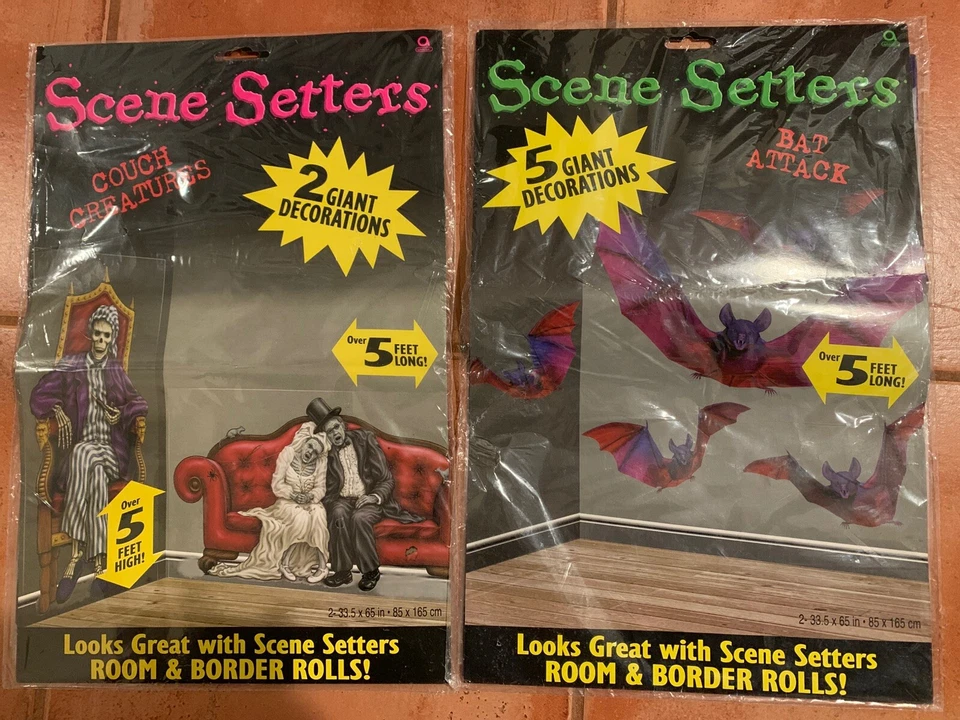 Scene Setters
COUCH
CREATURES
2 GIANT
DECORATIONS
Over 5 FEET
LONG!
Over
5
FEET
HIGH!
2- 33.5 x 65 in • 85 x 165 cm
Looks Great with Scene Setters
ROOM & BORDER ROLLS!
Scene Setters
BAT
ATTACK
5 GIANT
DECORATIONS
Over 5 FEET
LONG!
2- 33.5 x 65 in • 85 x 165 cm
Looks Great with Scene Setters
ROOM & BORDER ROLLS!